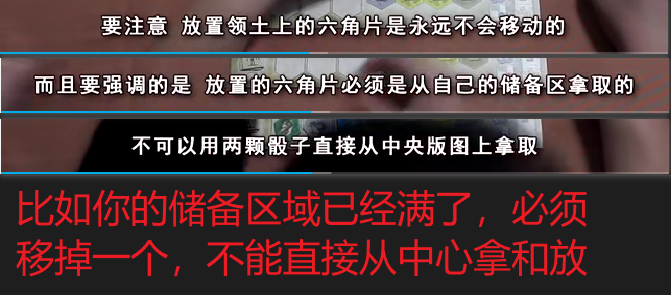 要注意 放置领土上的六角片是永远不会移动的
而且要强调的是 放置的六角片必须是从自己的储备区拿取的
不可以用两颗骰子直接从中央版图上拿取
比如你的储备区域已经满了，必须
移掉一个，不能直接从中心拿和放